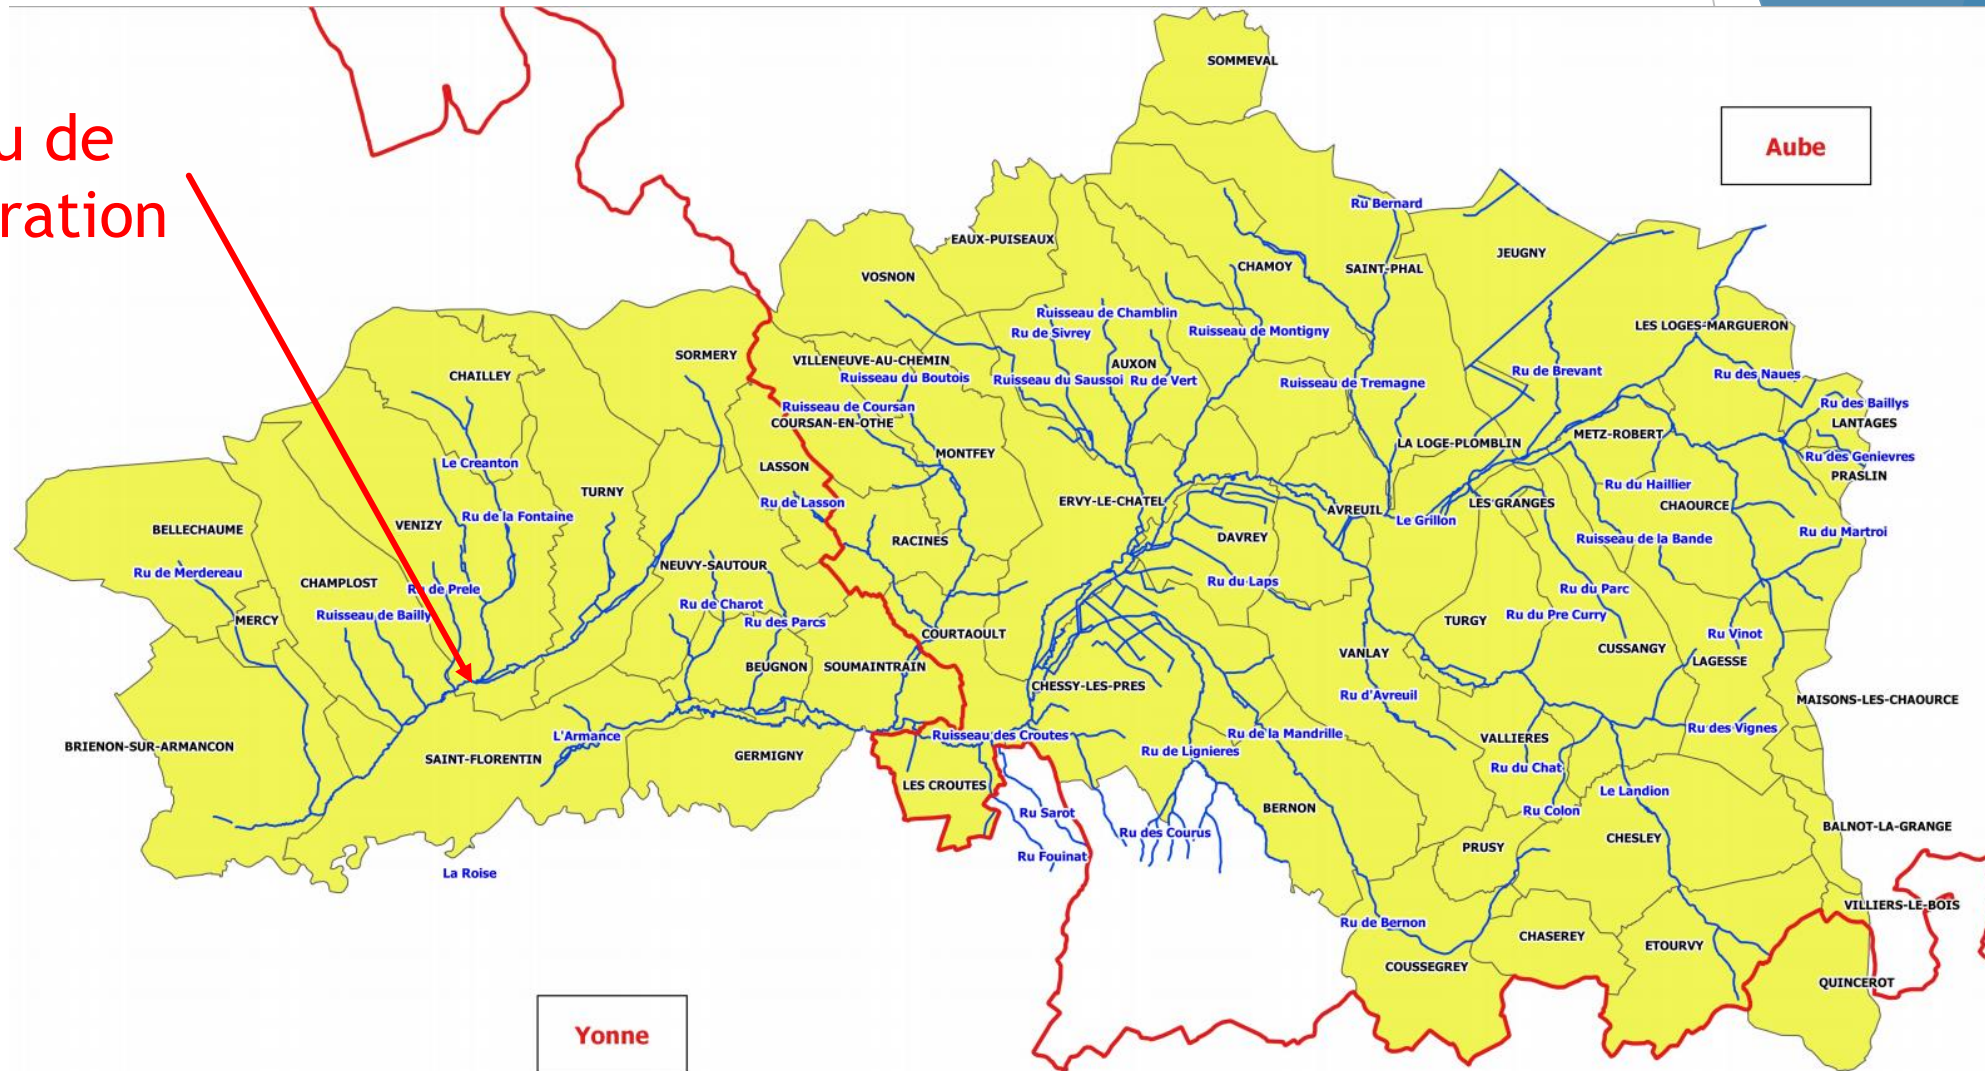 u de
ration
SOMMEVAL
Aube
Ru Bernard
EAUX-PUISEAUX
JEUGNY
VOSNON
CHAMOY
SAINT-PHAL
Ruisseau de Chamblin
Ru de Sivrey
Ruisseau de Montigny
LES LOGES-MARGUERON
SORMERY
VILLENEUVE-AU-CHEMIN
AUXON
CHAILLEY
Ruisseau du Boutois
Ruisseau du Saussoi
Ru de Vert
Ruisseau de Tremagne
Ru de Brevant
Ru des Naues
Ruisseau de Coursan
Ru des Baillys
COURSAN-EN-OTHE
LANTAGES
METZ-ROBERT
LA LOGE-PLOMBLIN
MONTFEY
Ru des Genievres
Le Creanton
LASSON
PRASLIN
TURNY
Ru du Haillier
Ru de Lasson
ERVY-LE-CHATEL
LES GRANGES
CHAOURCE
AVREUIL
Ru de la Fontaine
Le Grillon
VENIZY
BELLECHAUME
Ru du Martroi
RACINES
DAVREY
Ruisseau de la Bande
NEUVY-SAUTOUR
Ru de Merdereau
CHAMPLOST
Ru du Laps
Ru de Prele
Ru du Parc
Ru de Charot
Ruisseau de Bailly
Ru du Pre Curry
MERCY
Ru des Parcs
TURGY
COURTAOULT
Ru Vinot
CUSSANGY
VANLAY
LAGESSE
BEUGNON
SOUMAINTRAIN
CHESSY-LES-PRES
Ru d'Avreuil
MAISONS-LES-CHAOURCE
Ru des Vignes
L'Armance
Ruisseau des Croutes
Ru de la Mandrille
VALLIERES
BRIENON-SUR-ARMANCON
Ru de Lignieres
GERMIGNY
SAINT-FLORENTIN
Ru du Chat
LES CROUTES
Le Landion
BERNON
Ru Colon
Ru Sarot
BALNOT-LA-GRANGE
Ru des Courus
CHESLEY
PRUSY
Ru Fouinat
La Roise
VILLIERS-LE-BOIS
Ru de Bernon
CHASEREY
ETOURVY
COUSSEGREY
QUINCEROT
Yonne